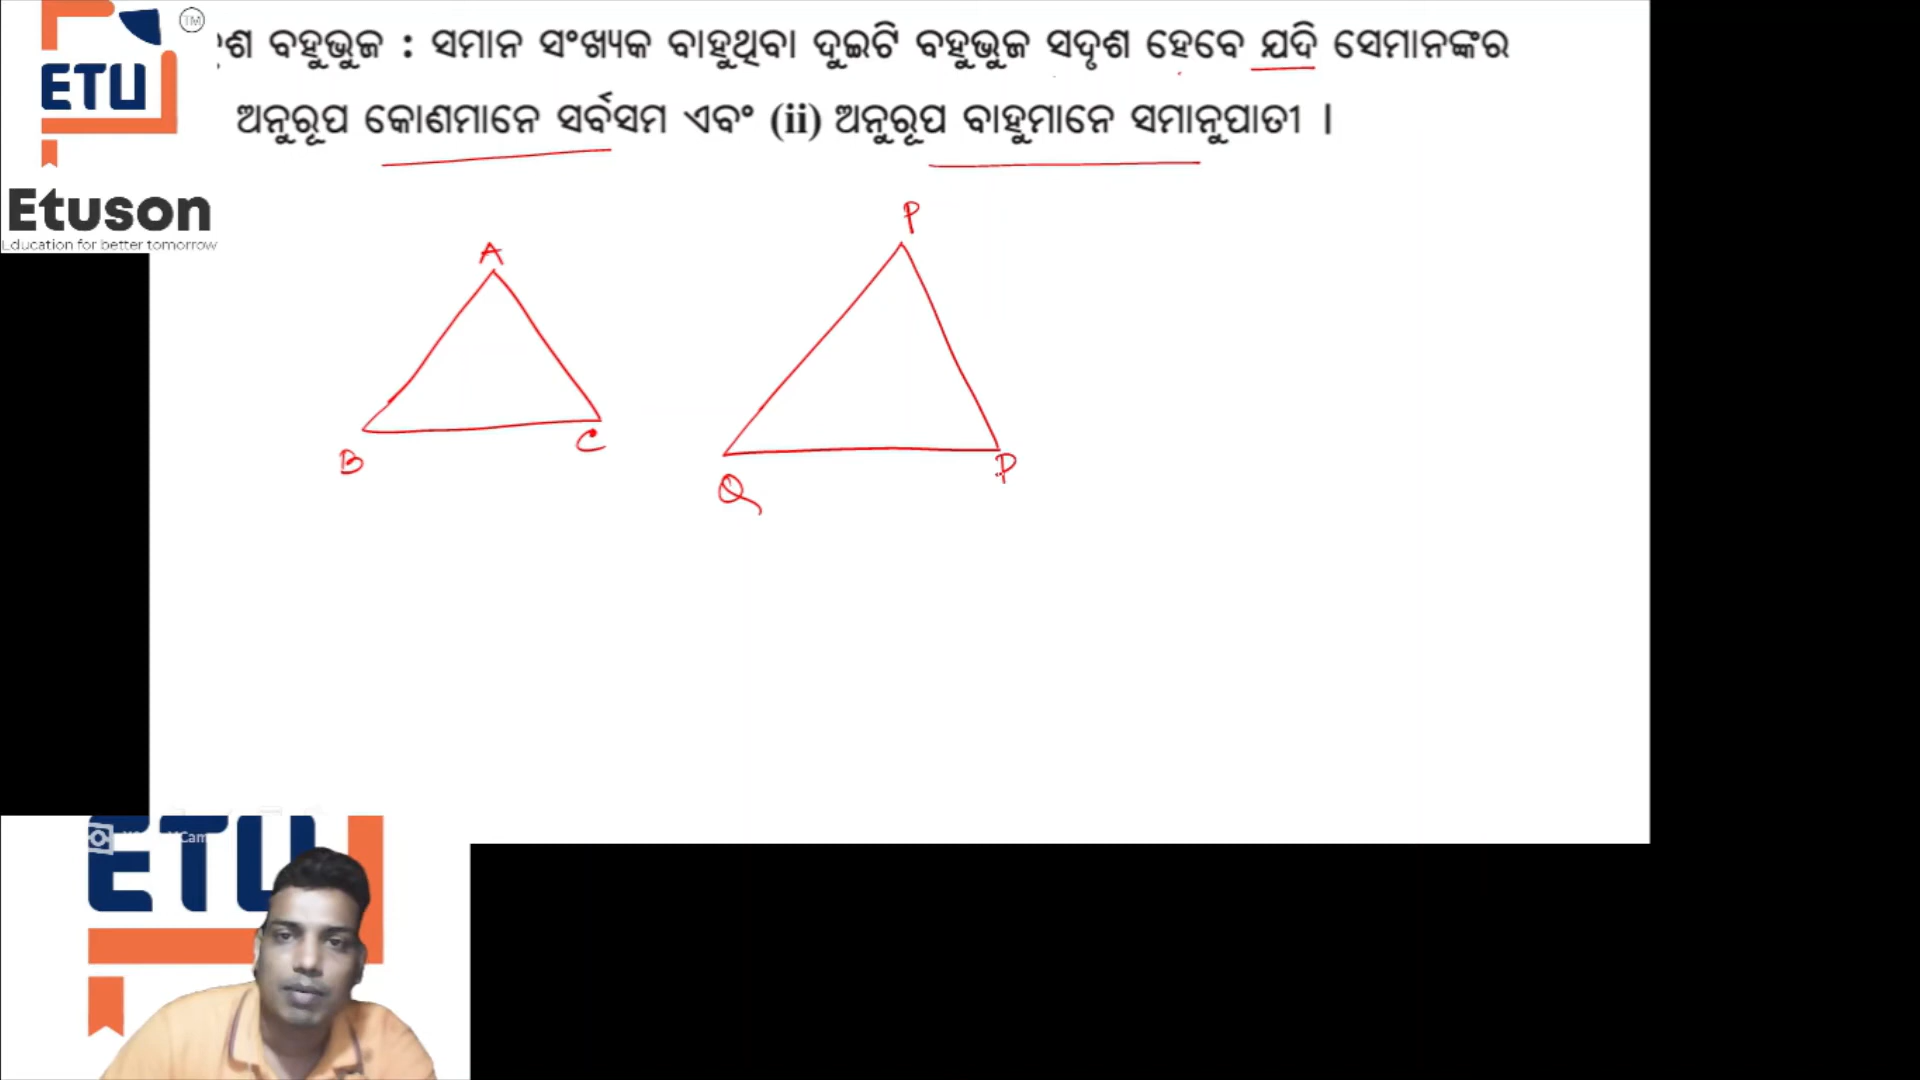 ବହୁଭୁଜ : ସମାନ ସଂଖ୍ୟକ ବାହୁଥିବା ଦୁଇଟି ବହୁଭୁଜ ସଦୃଶ ହେବେ ଯଦି ସେମାନଙ୍କର
ଅନୁରୂପ କୋଣମାନେ ସର୍ବସମ ଏବଂ (ii) ଅନୁରୂପ ବାହୁମାନେ ସମାନୁପାତୀ ।
ETU
TM
Etuson
Education for better tomorrow
A
B
C
P
Q
P
ETU